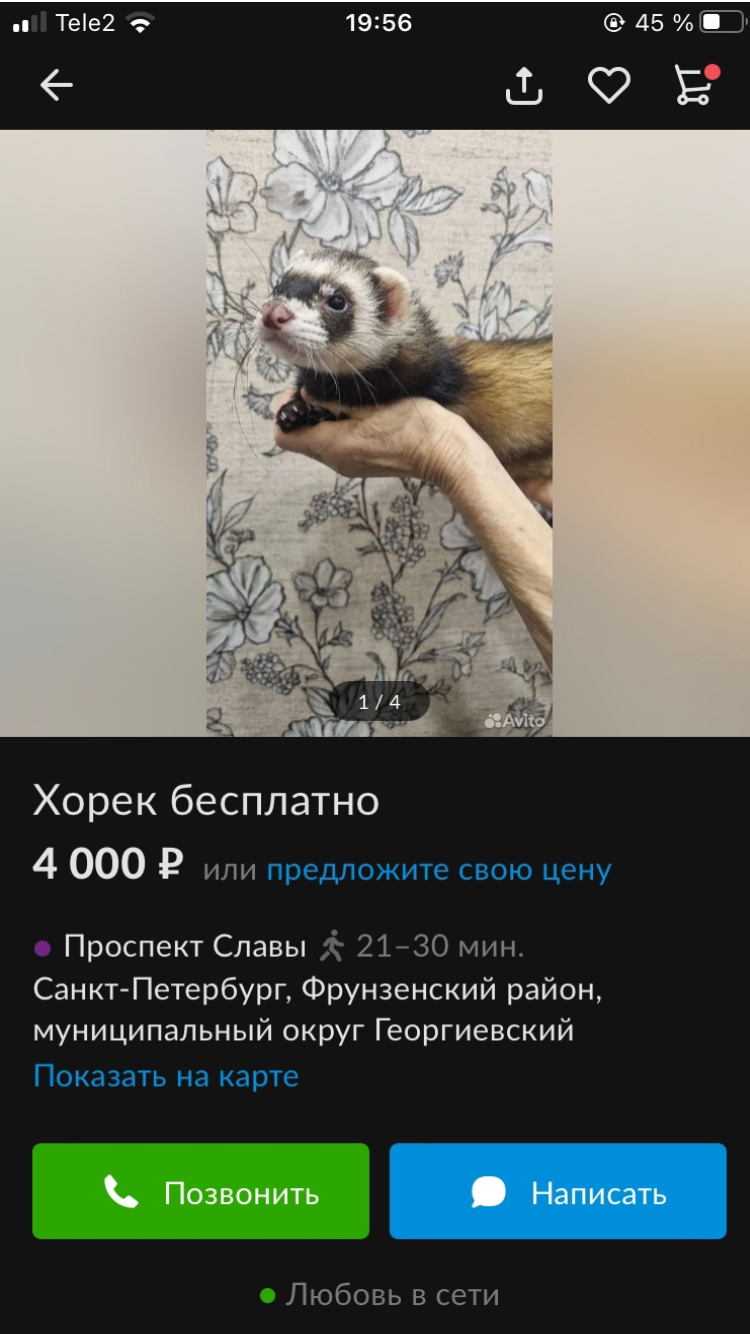 Tele2 19:56 45 %
1 / 4
Avito
Хорек бесплатно
4 000 ₽ или предложите свою цену
Проспект Славы 21–30 мин.
Санкт-Петербург, Фрунзенский район,
муниципальный округ Георгиевский
Показать на карте
Позвонить Написать
Любовь в сети